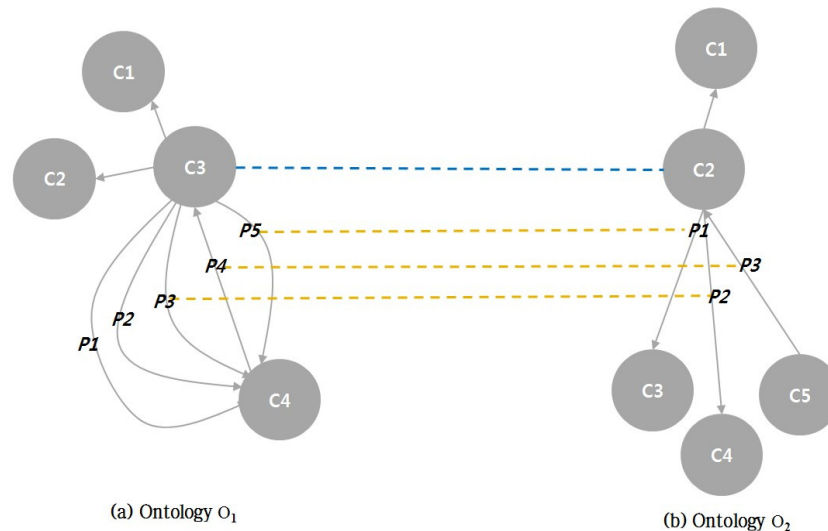 C1
C2
C3
P5
P4
P3
P2
P1
C4
(a) Ontology O₁
C1
C2
P1
P3
P2
C3
C4
C5
(b) Ontology O₂